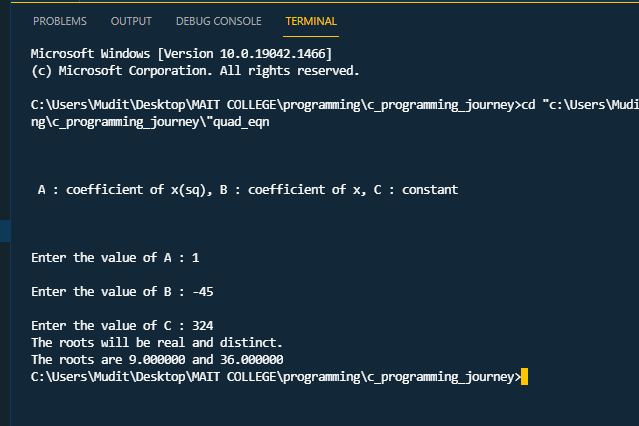 PROBLEMS OUTPUT DEBUG CONSOLE TERMINAL
Microsoft Windows [Version 10.0.19042.1466]
(c) Microsoft Corporation. All rights reserved.
C:\Users\Mudit\Desktop\MAIT COLLEGE\programming\c_programming_journey>cd "c:\Users\Mudi
ng\c_programming_journey\"quad_eqn
A : coefficient of x(sq), B : coefficient of x, C : constant
Enter the value of A : 1
Enter the value of B : -45
Enter the value of C : 324
The roots will be real and distinct.
The roots are 9.000000 and 36.000000
C:\Users\Mudit\Desktop\MAIT COLLEGE\programming\c_programming_journey>